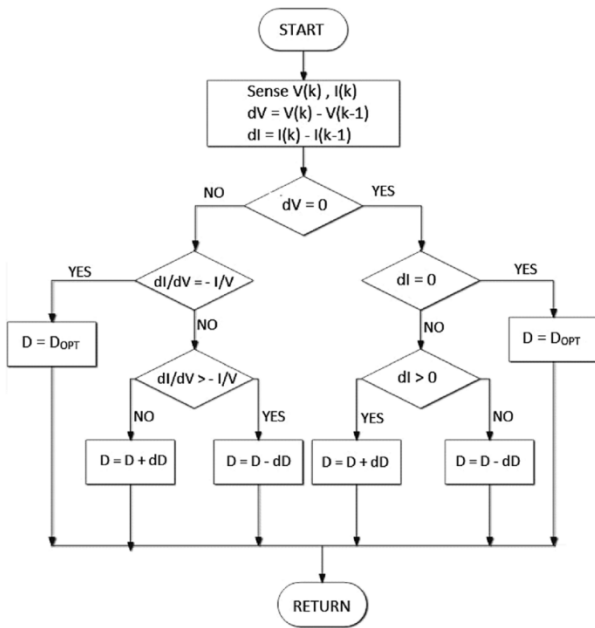 START
Sense V(k) , I(k)
dV = V(k) - V(k-1)
dI = I(k) - I(k-1)
NO
YES
dV = 0
YES
dI/dV = - I/V
dI = 0
YES
D = DOPT
NO
NO
D = DOPT
dI/dV > - I/V
dI > 0
NO
YES
YES
NO
D = D + dD
D = D - dD
D = D + dD
D = D - dD
RETURN